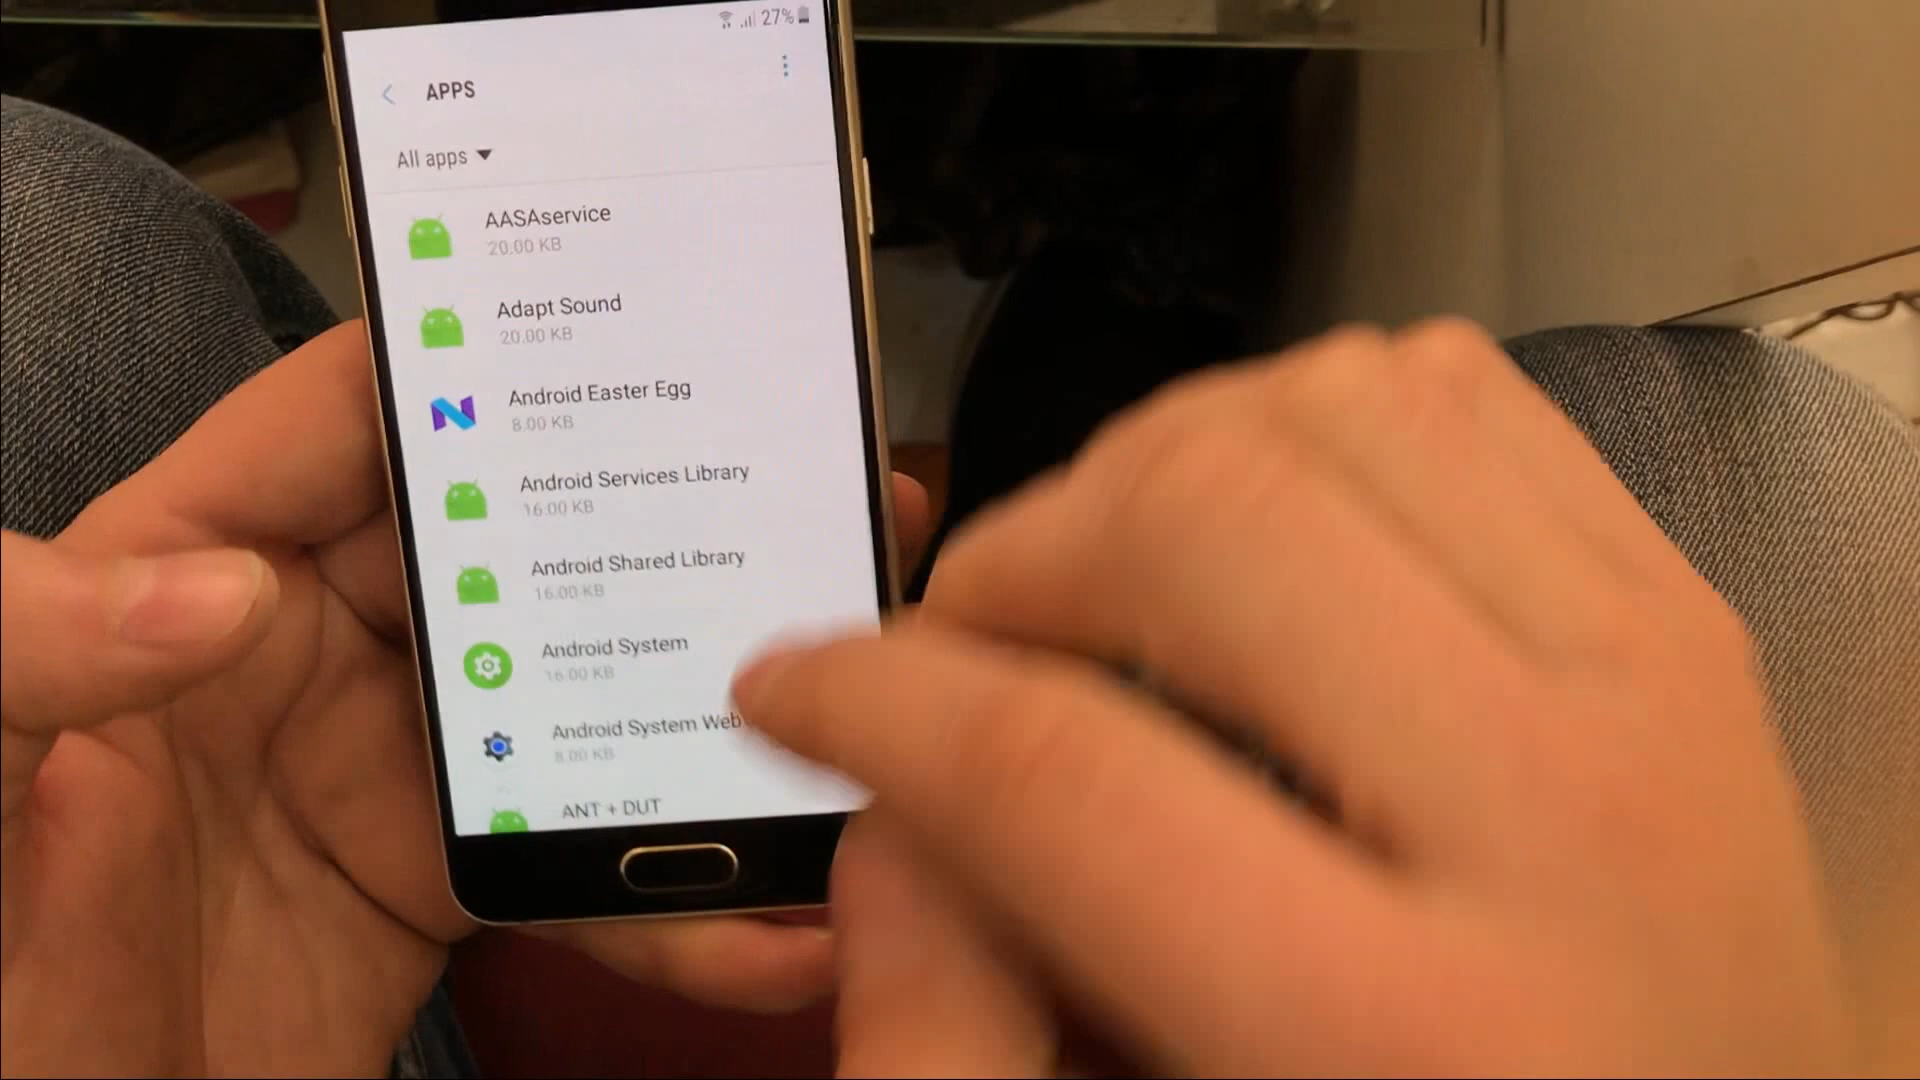 27%
APPS
All apps
AASAservice
20.00 KB
Adapt Sound
20.00 KB
Android Easter Egg
8.00 KB
Android Services Library
16.00 KB
Android Shared Library
16.00 KB
Android System
16.00 KB
Android System Web
8.00 KB
ANT + DUT